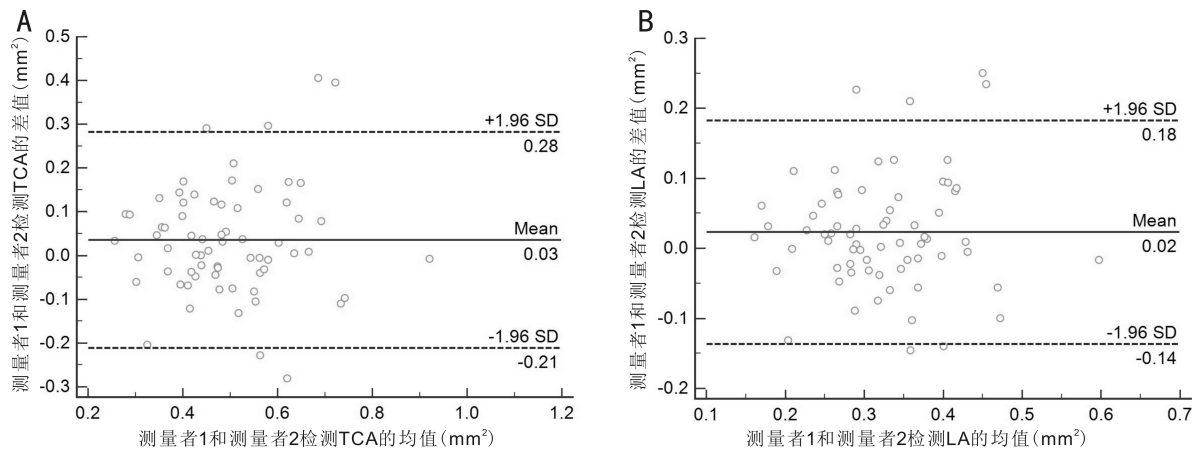 A
测量者1和测量者2检测TCA的差值(mm²)
0.5
0.4
0.3
0.2
0.1
0.0
-0.1
-0.2
-0.3
+1.96 SD
0.28
Mean
0.03
-1.96 SD
-0.21
0.2 0.4 0.6 0.8 1.0 1.2
测量者1和测量者2检测TCA的均值(mm²)
B
测量者1和测量者2检测LA的差值(mm²)
0.3
0.2
0.1
0.0
-0.1
-0.2
+1.96 SD
0.18
Mean
0.02
-1.96 SD
-0.14
0.1 0.2 0.3 0.4 0.5 0.6 0.7
测量者1和测量者2检测LA的均值(mm²)